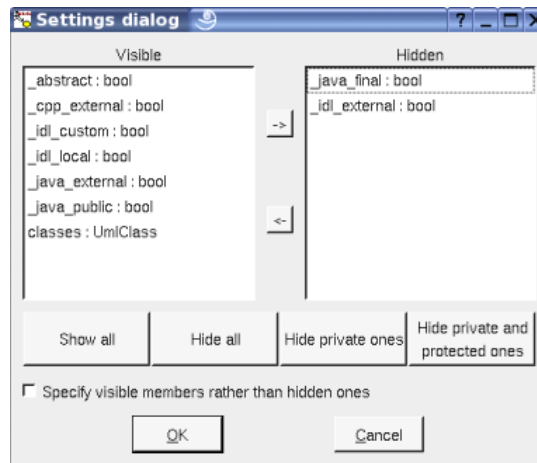 Settings dialog
? _ □ X
Visible
Hidden
_abstract : bool
_cpp_external : bool
_idl_custom : bool
_idl_local : bool
_java_external : bool
_java_public : bool
classes : UmlClass
_java_final : bool
_idl_external : bool
->
<-
Show all
Hide all
Hide private ones
Hide private and
protected ones
Specify visible members rather than hidden ones
OK
Cancel